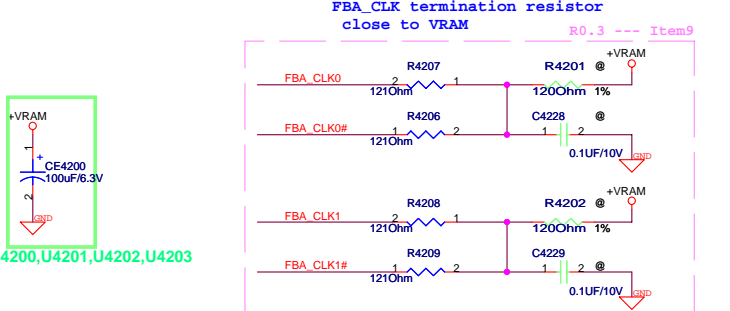 FBA_CLK termination resistor
close to VRAM
R0.3 --- Item9
+VRAM
R4207
R4201 @
FBA_CLK0
2 1
121Ohm
120Ohm 1%
R4206
C4228 @
FBA_CLK0#
1 2
1 2
121Ohm
0.1UF/10V
GND
+VRAM
1
+
CE4200
100uF/6.3V
2
GND
4200,U4201,U4202,U4203
+VRAM
R4208
R4202 @
FBA_CLK1
2 1
121Ohm
120Ohm 1%
R4209
C4229
FBA_CLK1#
1 2
1 2 @
121Ohm
0.1UF/10V
GND